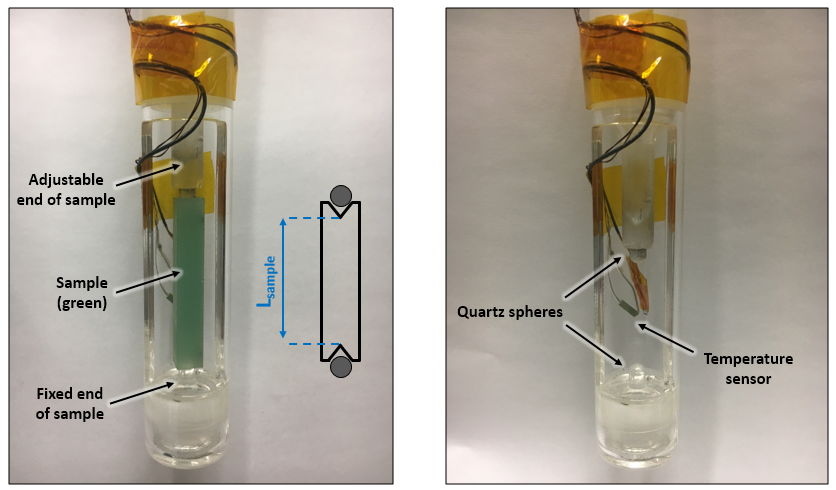 Adjustable
end of sample
Sample
(green)
Fixed end
of sample
Lsample
Quartz spheres
Temperature
sensor